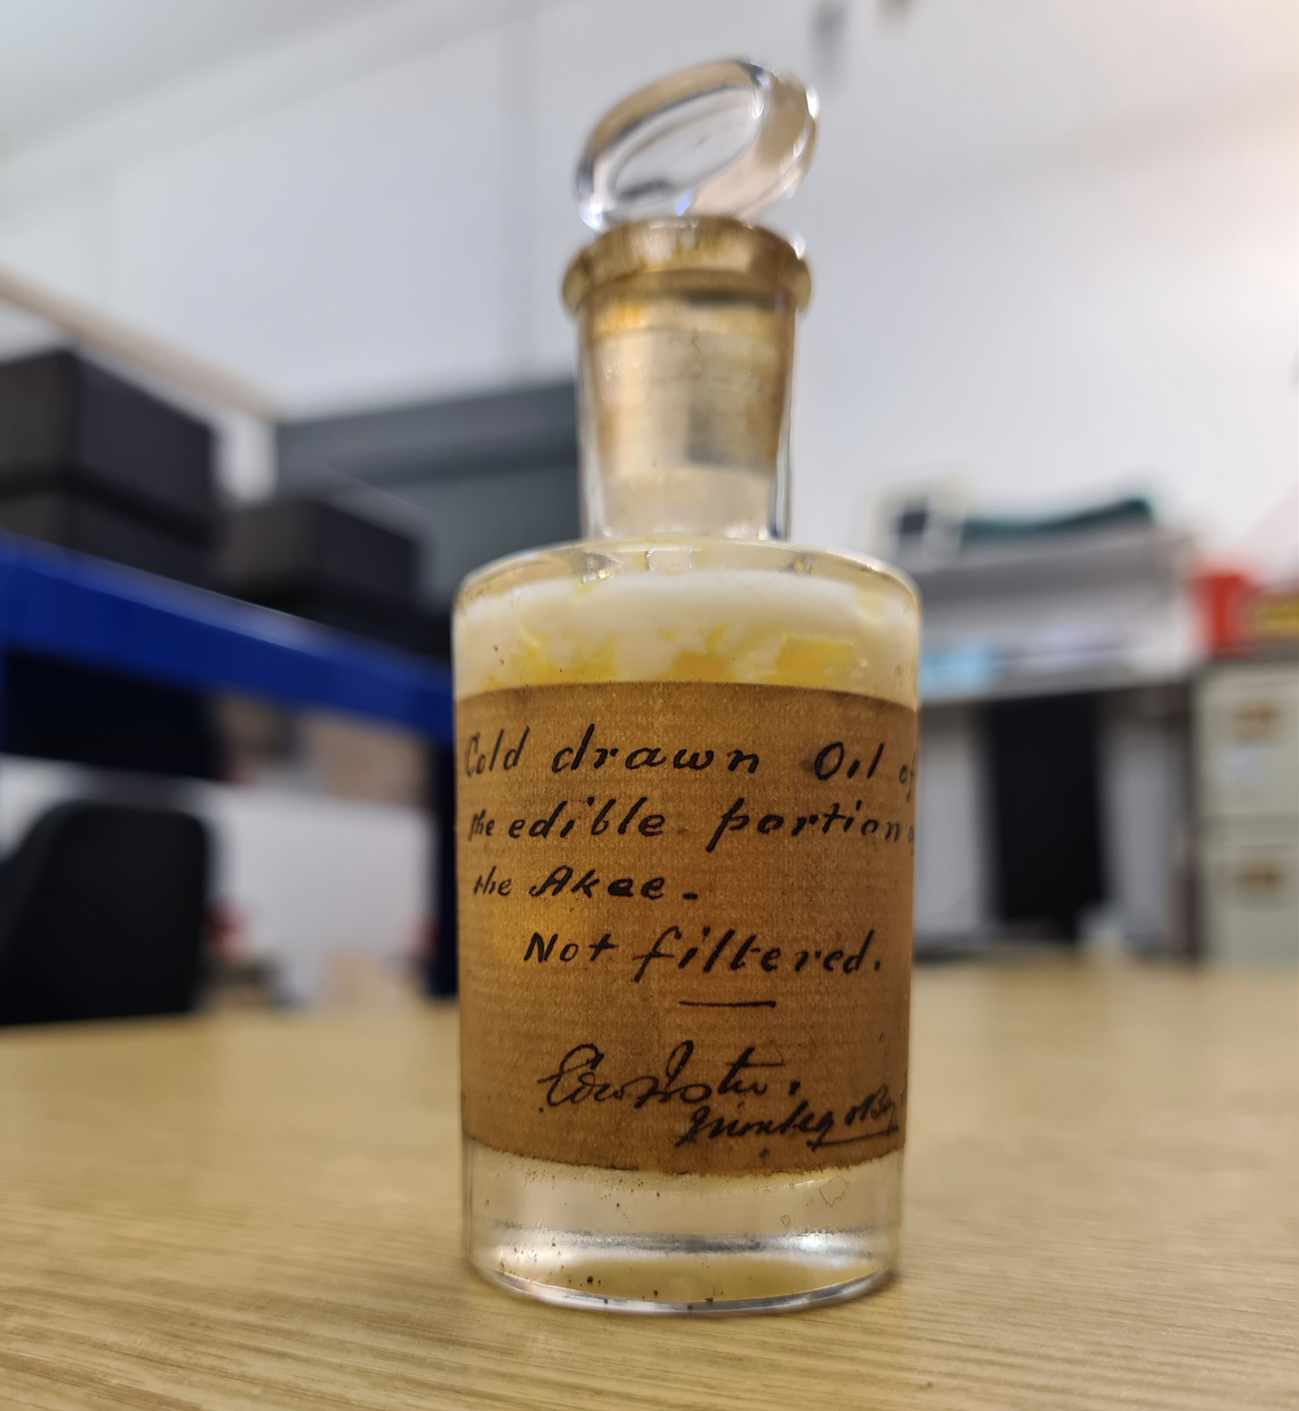 Cold drawn Oil of
the edible portion
the Akee.
Not filtered.